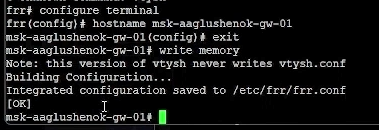 frr# configure terminal
frr(config)# hostname msk-aaglushenok-gw-01
msk-aaglushenok-gw-01(config)# exit
msk-aaglushenok-gw-01# write memory
Note: this version of vtysh never writes vtysh.conf
Building Configuration...
Integrated configuration saved to /etc/frr/frr.conf
[OK]
msk-aaglushenok-gw-01#